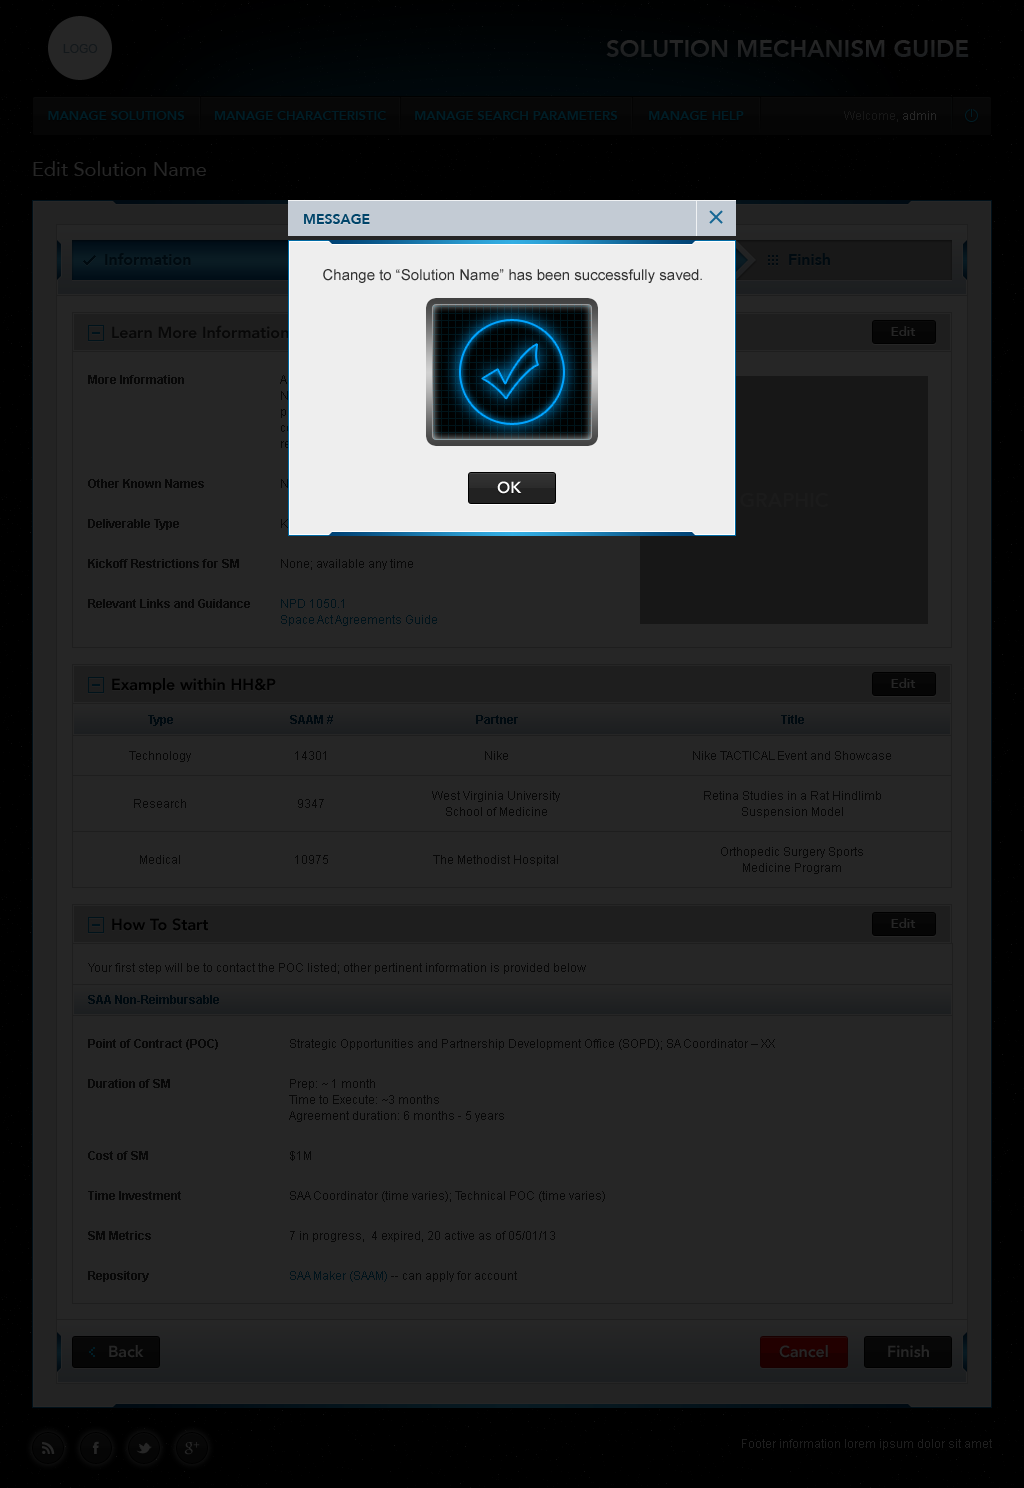 LOGO
SOLUTION MECHANISM GUIDE
MANAGE SOLUTIONS
MANAGE CHARACTERISTIC
MANAGE SEARCH PARAMETERS
MANAGE HELP
Welcome, admin
Edit Solution Name
MESSAGE
Change to “Solution Name” has been successfully saved.
OK
Information
Finish
Learn More Information
Edit
More Information
GRAPHIC
Other Known Names
Deliverable Type
Kickoff Restrictions for SM
None; available any time
Relevant Links and Guidance
NPD 1050.1
Space Act Agreements Guide
Example within HH&P
Edit
Type SAAM # Partner Title
Technology 14301 Nike Nike TACTICAL Event and Showcase
Research 9347 West Virginia University
School of Medicine
Retina Studies in a Rat Hindlimb
Suspension Model
Medical 10975 The Methodist Hospital
Orthopedic Surgery Sports
Medicine Program
How To Start
Edit
Your first step will be to contact the POC listed, other pertinent information is provided below
SAA Non-Reimbursable
Point of Contract (POC)
Strategic Opportunities and Partnership Development Office (SOPD); SA Coordinator – XX
Duration of SM
Prep: ~ 1 month
Time to Execute: ~3 months
Agreement duration: 6 months - 5 years
Cost of SM
$1M
Time Investment
SAA Coordinator (time varies); Technical POC (time varies)
SM Metrics
7 in progress, 4 expired, 20 active as of 05/01/13
Repository
SAA Maker (SAAM) -- can apply for account
Back
Cancel
Finish
Footer information lorem ipsum dolor sit amet